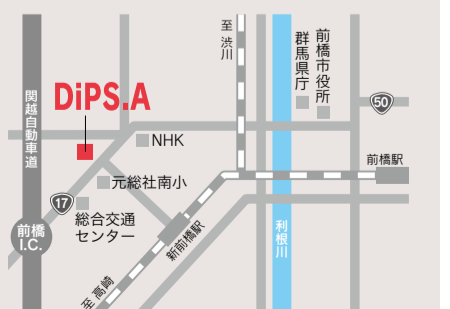 至 渋川
群馬県庁
前橋市役所
関越自動車道
DiPS.A
50
NHK
前橋駅
元総社南小
17
総合交通
センター
前橋
I.C.
新前橋駅
利根川
至 高崎